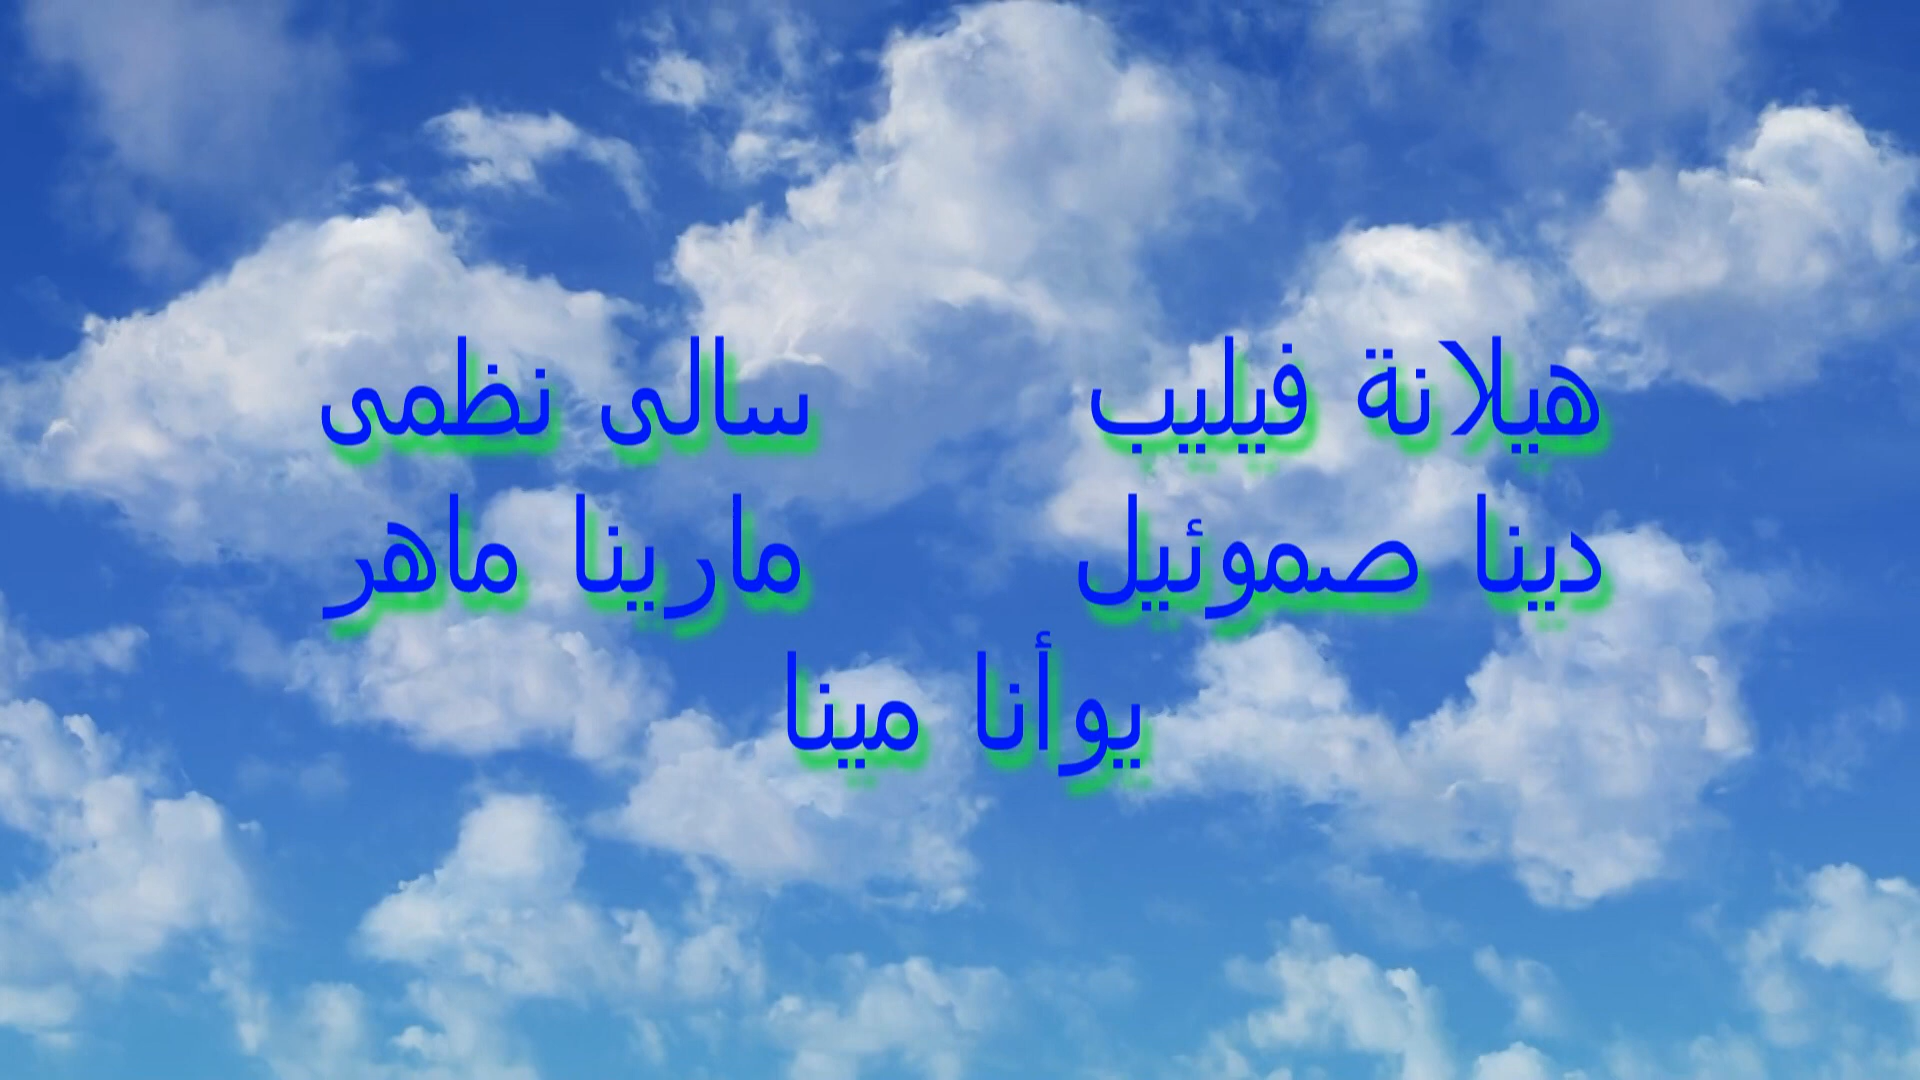 هيلانة فيليب سالى نظمى
دينا صموئيل مارينا ماهر
يوأنا مينا